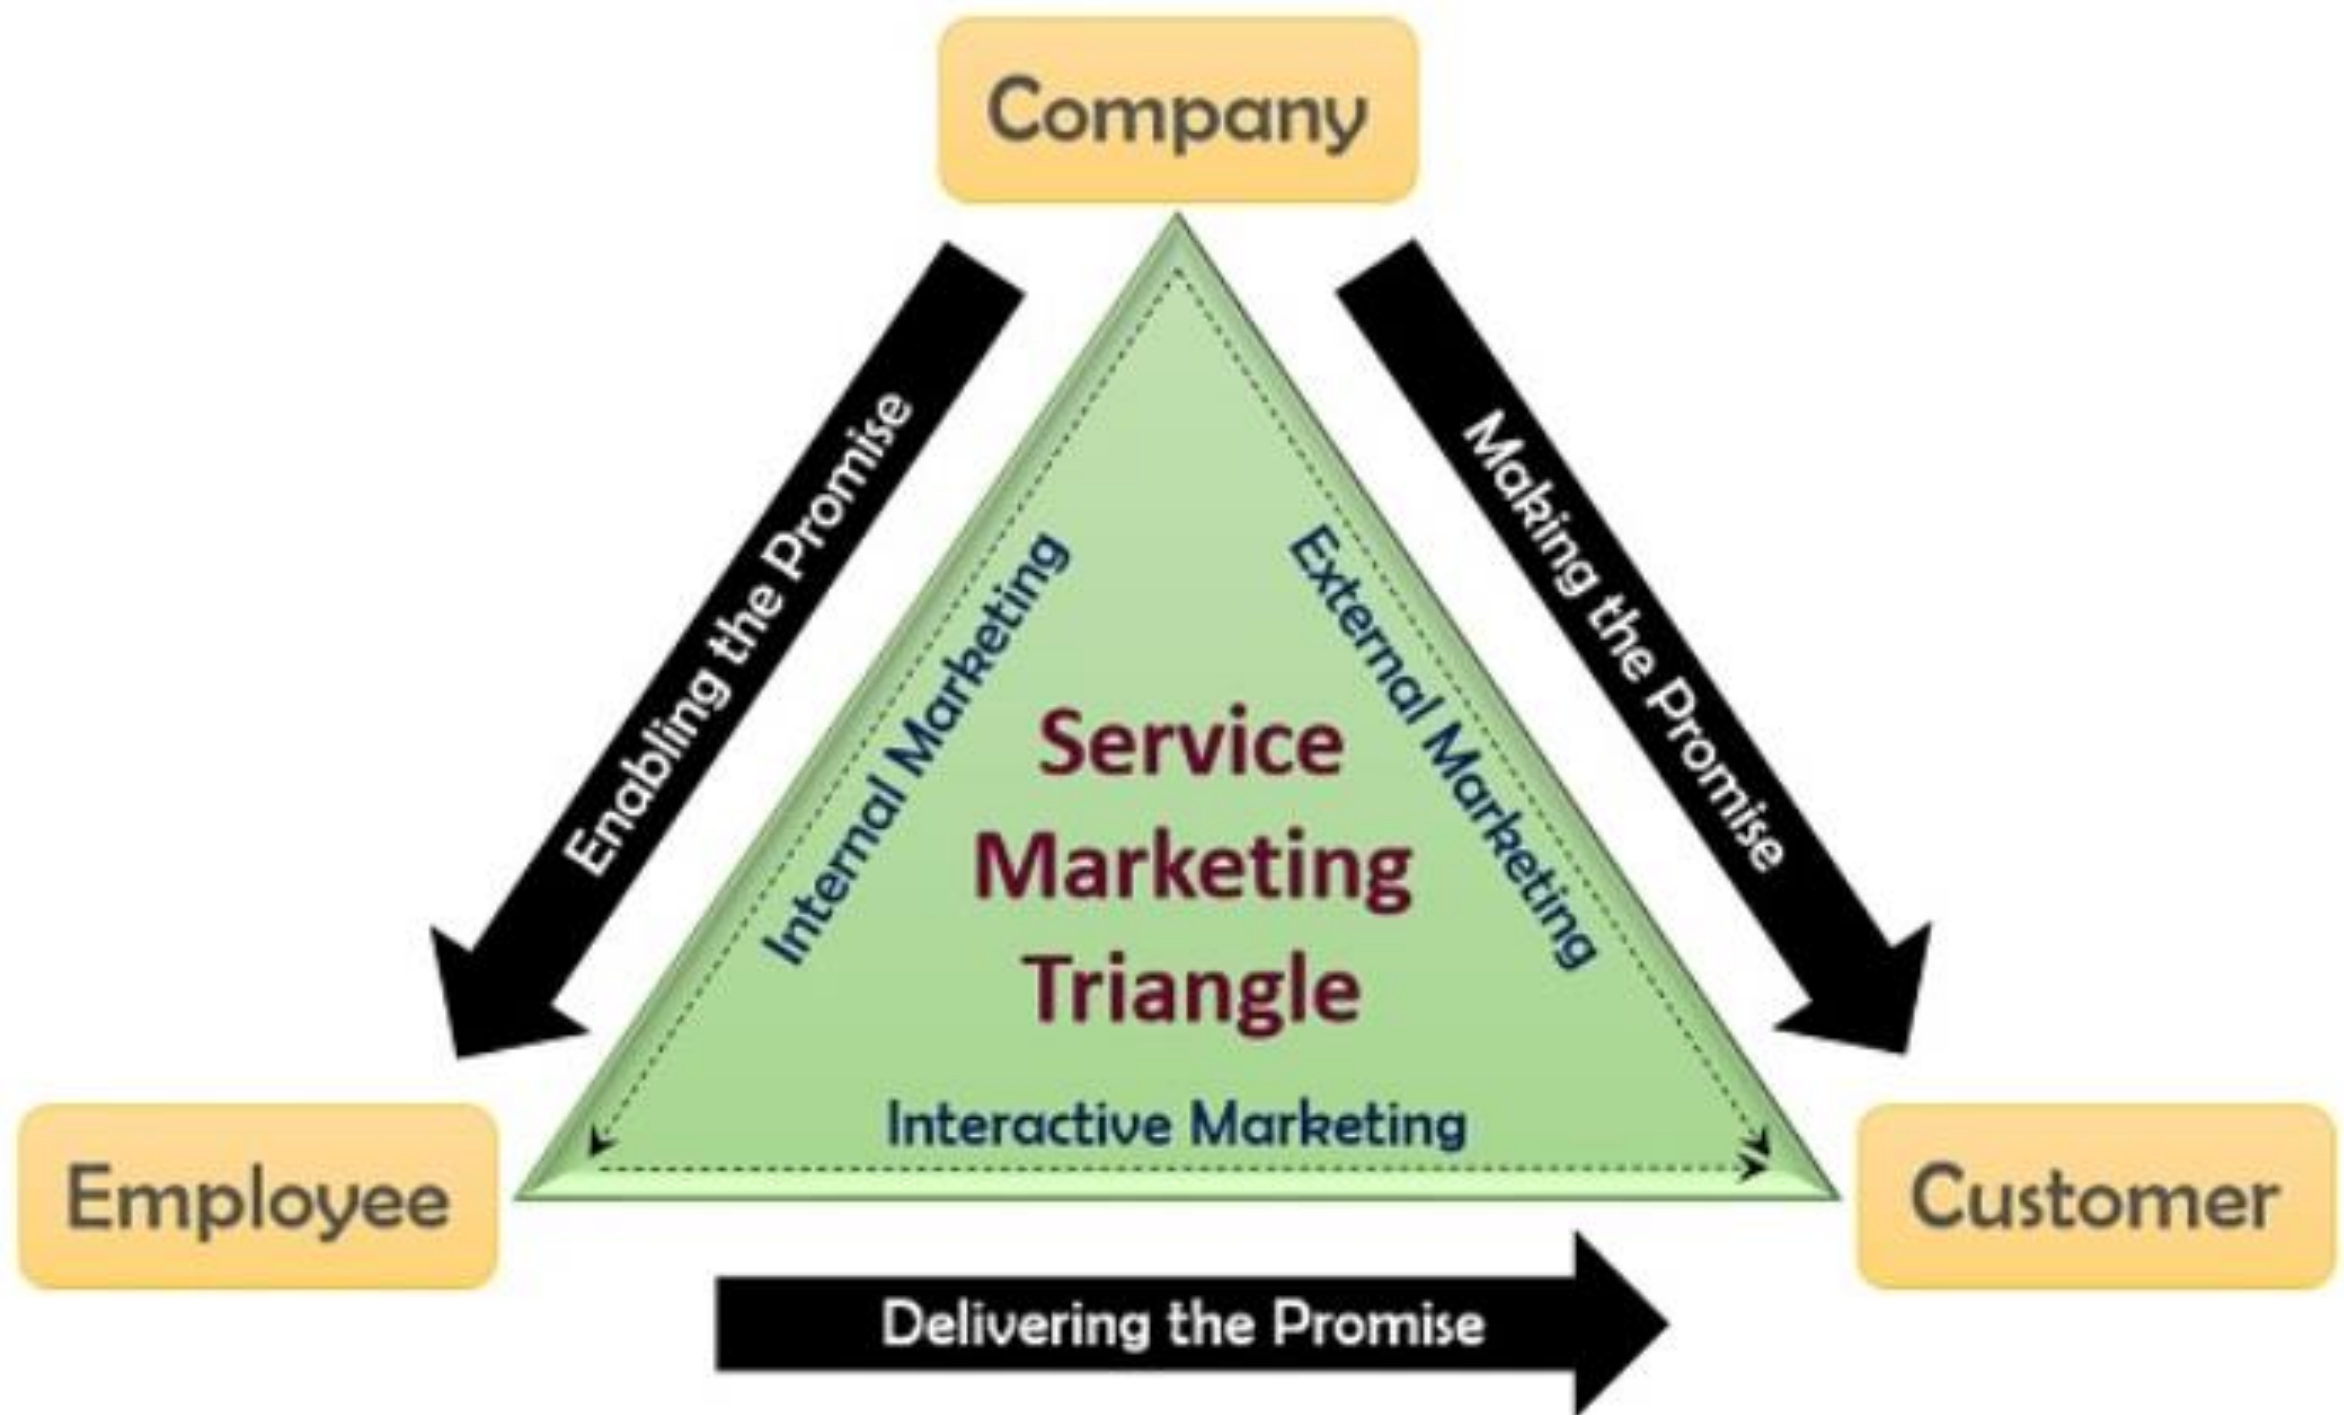 Company
Enabling the Promise
Making the Promise
Internal Marketing
External Marketing
Service
Marketing
Triangle
Interactive Marketing
Employee
Customer
Delivering the Promise